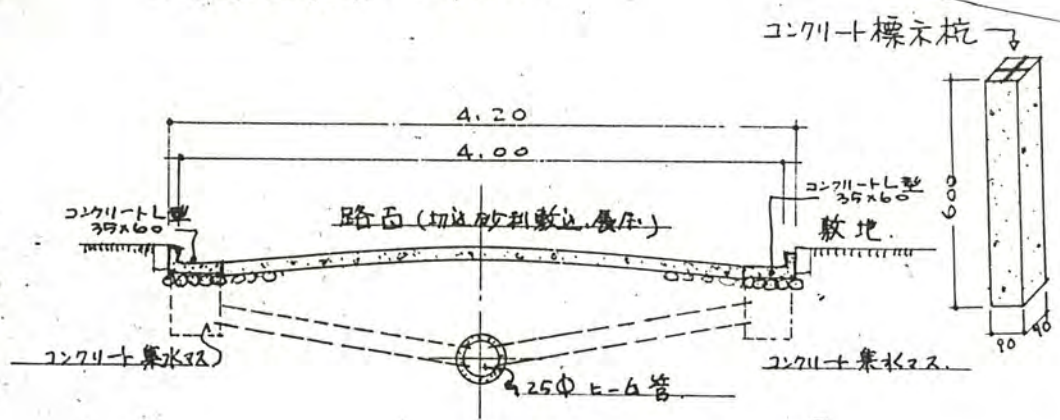 コンクリート標示杭
4.20
4.00
コンクリートL型
35×60
路面(切込砂利敷込、展圧)
コンクリートL型
35×60
敷地
600
90
90
コンクリート集水マス
25Φ ヒーム管
コンクリート集水マス.